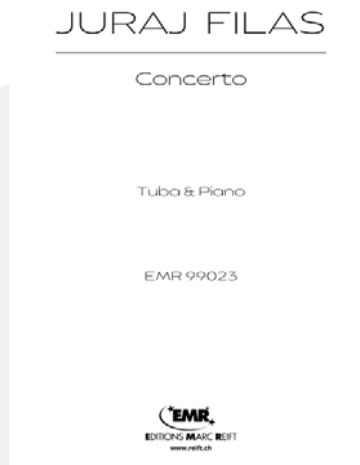 JURAJ FILAS
Concerto
Tuba & Piano
EMR 99023
EMR
EDITIONS MARC REIFT
www.reift.ch